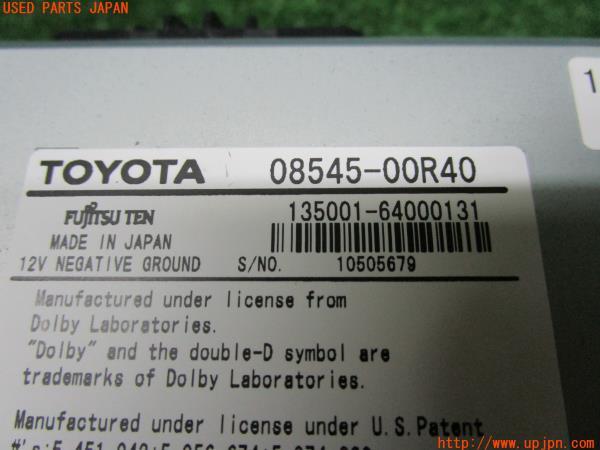 USED PARTS JAPAN
1
TOYOTA 08545-00R40
FUJITSU TEN 135001-64000131
MADE IN JAPAN
12V NEGATIVE GROUND S/NO. 10505679
Manufactured under license from
Dolby Laboratories.
"Dolby" and the double-D symbol are
trademarks of Dolby Laboratories.
Manufactured under license under U.S. Patent
http://www.upjpn.com